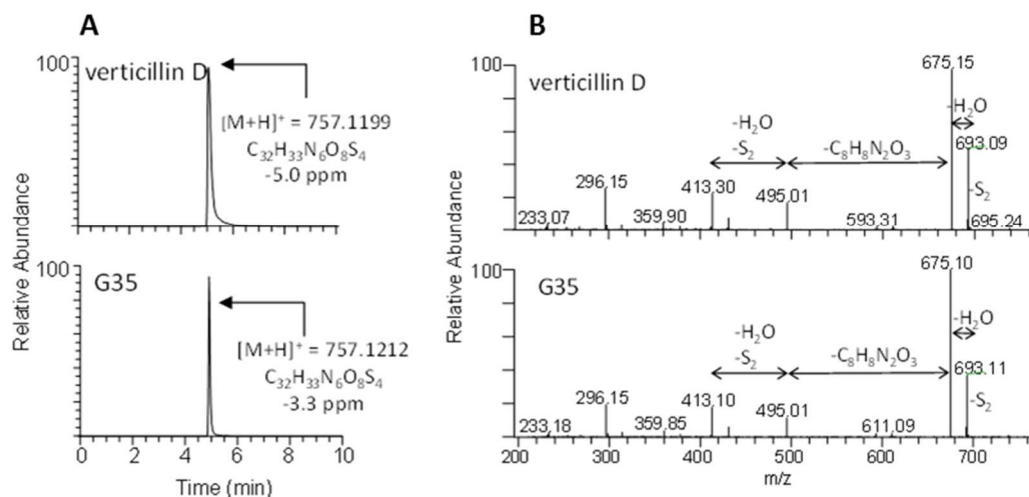 A
Relative Abundance
100
verticillin D
[M+H]⁺ = 757.1199
C₃₂H₃₃N₆O₈S₄
-5.0 ppm
100
G35
[M+H]⁺ = 757.1212
C₃₂H₃₃N₆O₈S₄
-3.3 ppm
0 2 4 6 8 10
Time (min)
B
Relative Abundance
100
verticillin D
675.15
-H₂O
693.09
-S₂
695.24
-H₂O
-S₂
-C₈H₈N₂O₃
233.07
296.15
359.90
413.30
495.01
593.31
100
G35
675.10
-H₂O
693.11
-S₂
-H₂O
-S₂
-C₈H₈N₂O₃
233.18
296.15
359.85
413.10
495.01
611.09
200 300 400 500 600 700
m/z